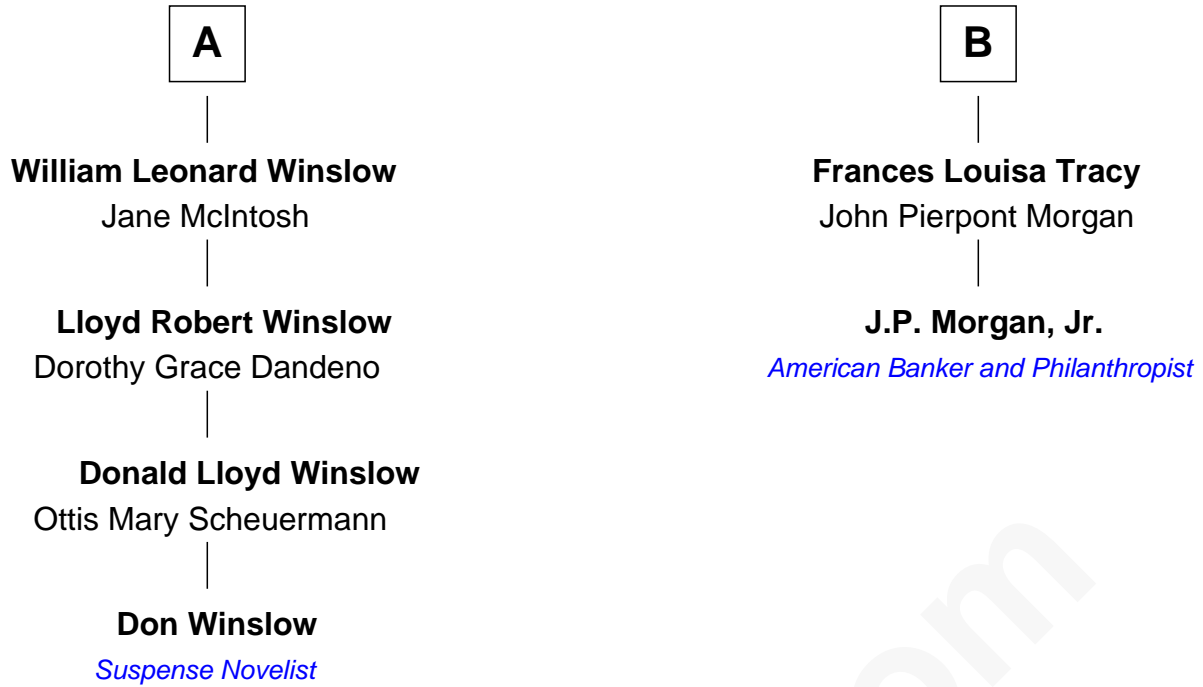 A
B
William Leonard Winslow
Jane McIntosh
Frances Louisa Tracy
John Pierpont Morgan
Lloyd Robert Winslow
Dorothy Grace Dandeno
J.P. Morgan, Jr.
American Banker and Philanthropist
Donald Lloyd Winslow
Ottis Mary Scheuermann
Don Winslow
Suspense Novelist
om